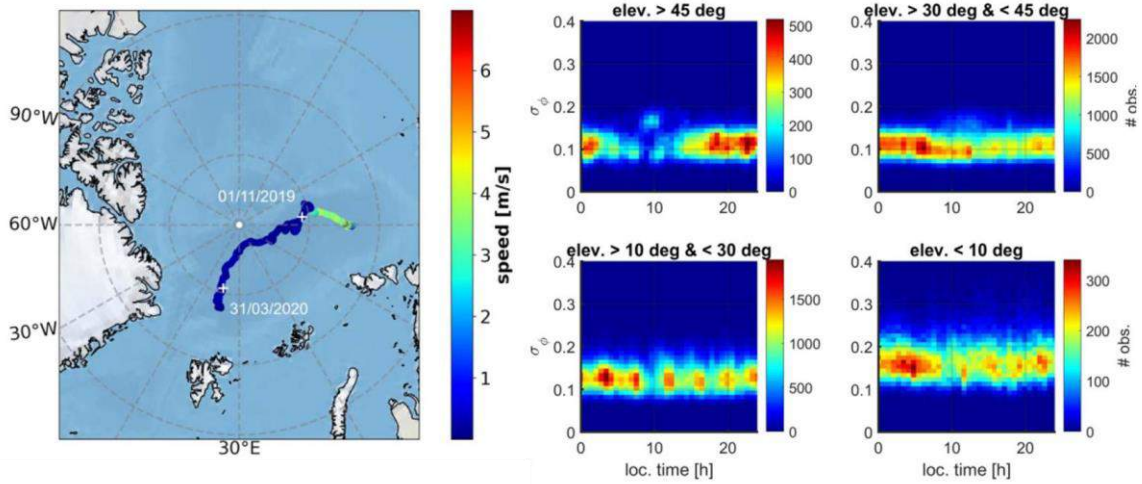 90°W
60°W
30°W
30°E
01/11/2019
31/03/2020
6
5
4
3
2
1
speed [m/s]
elev. > 45 deg
0.4
0.3
0.2
0.1
0
σϕ
0 10 20
500
400
300
200
100
0
elev. > 30 deg & < 45 deg
0.4
0.3
0.2
0.1
0
0 10 20
2000
1500
1000
500
0
# obs.
elev. > 10 deg & < 30 deg
0.4
0.3
0.2
0.1
0
σϕ
0 10 20
loc. time [h]
1500
1000
500
0
elev. < 10 deg
0.4
0.3
0.2
0.1
0
0 10 20
loc. time [h]
300
200
100
0
# obs.